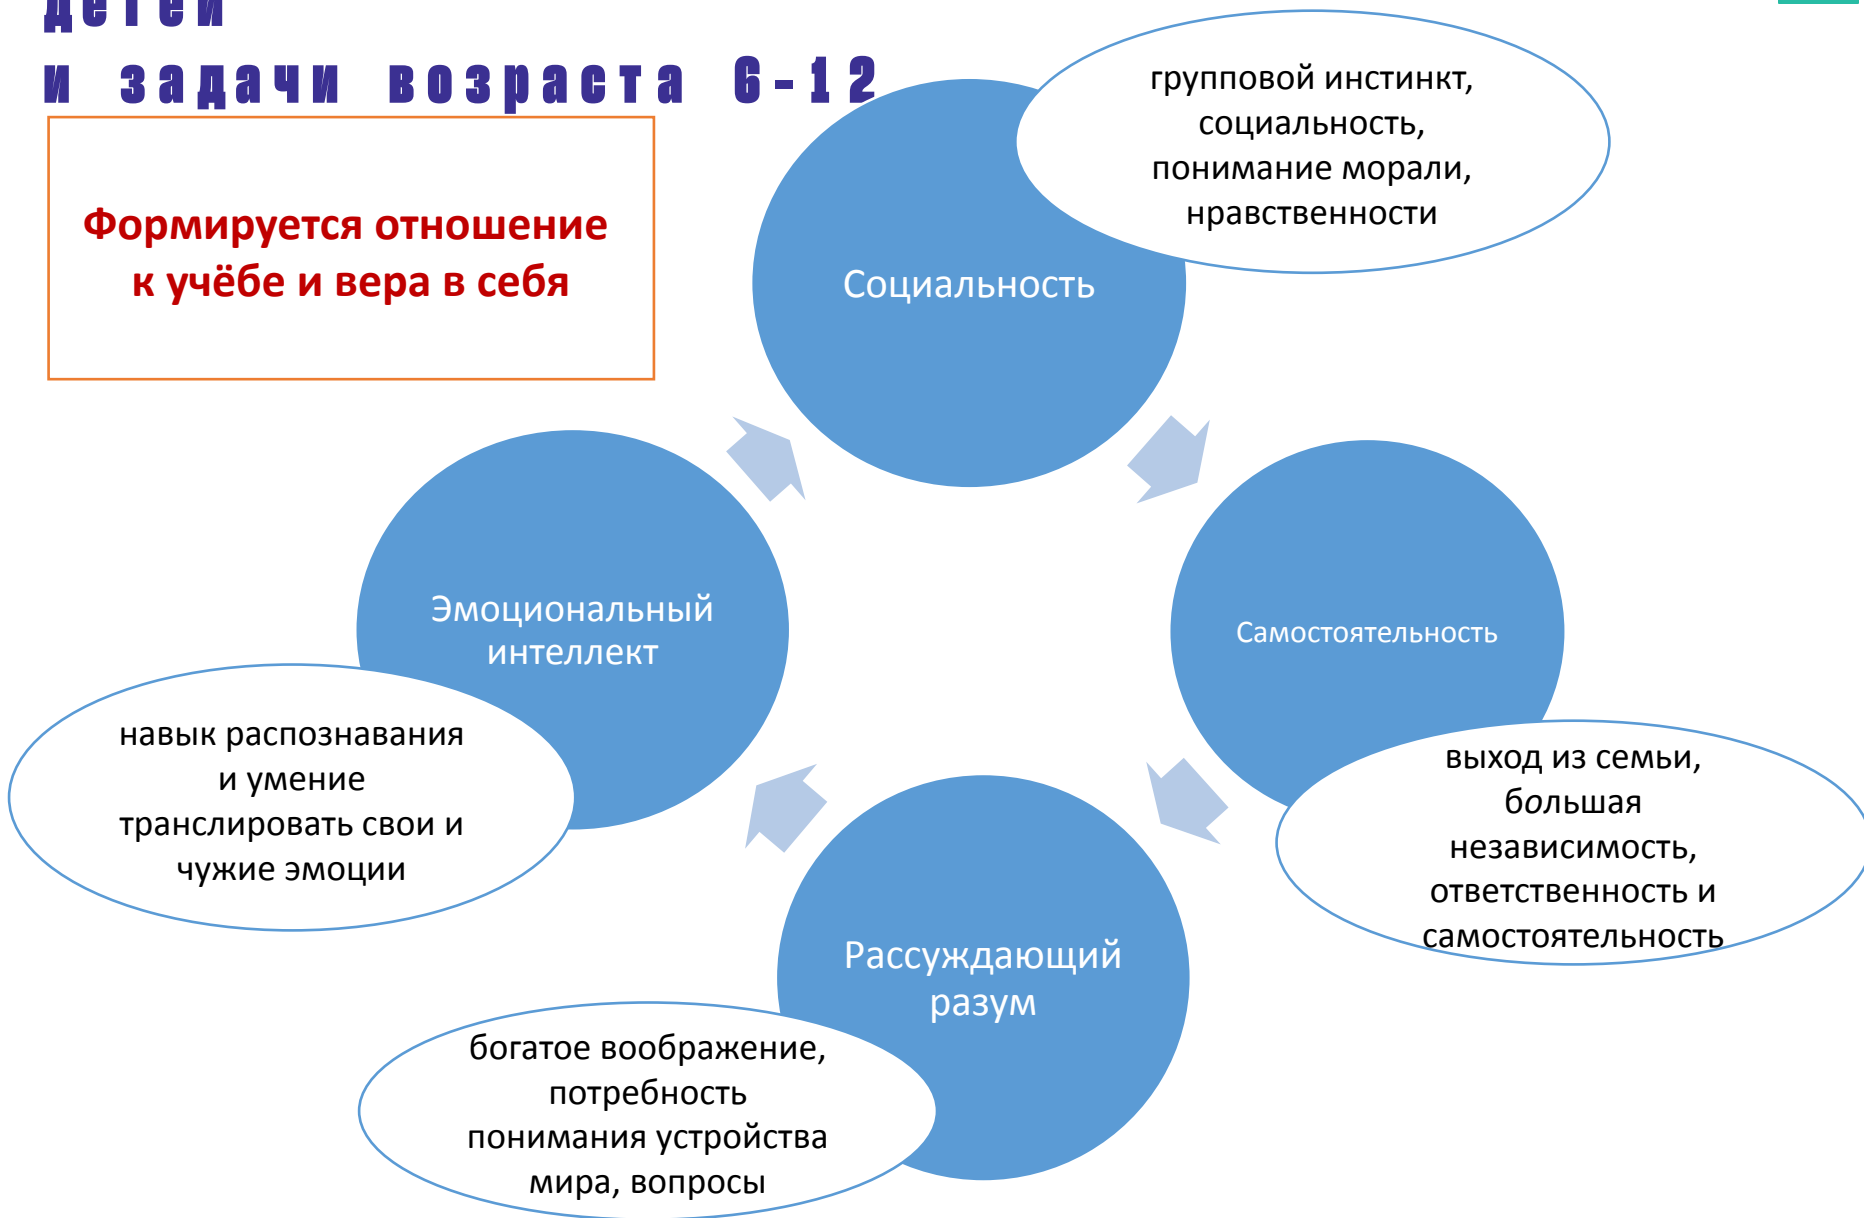 детей
и задачи возраста 6-12
Формируется отношение
к учёбе и вера в себя
групповой инстинкт,
социальность,
понимание морали,
нравственности
Социальность
Самостоятельность
выход из семьи,
большая
независимость,
ответственность и
самостоятельность
Рассуждающий
разум
богатое воображение,
потребность
понимания устройства
мира, вопросы
Эмоциональный
интеллект
навык распознавания
и умение
транслировать свои и
чужие эмоции